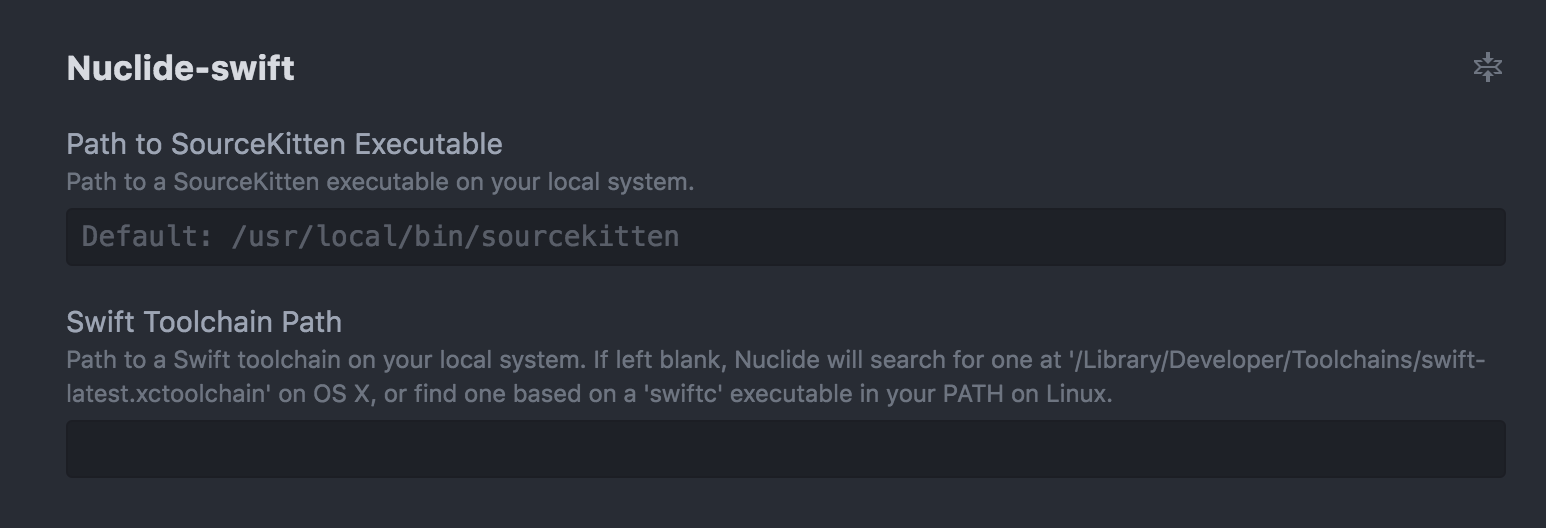 Nuclide-swift
Path to SourceKitten Executable
Path to a SourceKitten executable on your local system.
Default: /usr/local/bin/sourcekitten
Swift Toolchain Path
Path to a Swift toolchain on your local system. If left blank, Nuclide will search for one at '/Library/Developer/Toolchains/swift-
latest.xctoolchain' on OS X, or find one based on a 'swiftc' executable in your PATH on Linux.